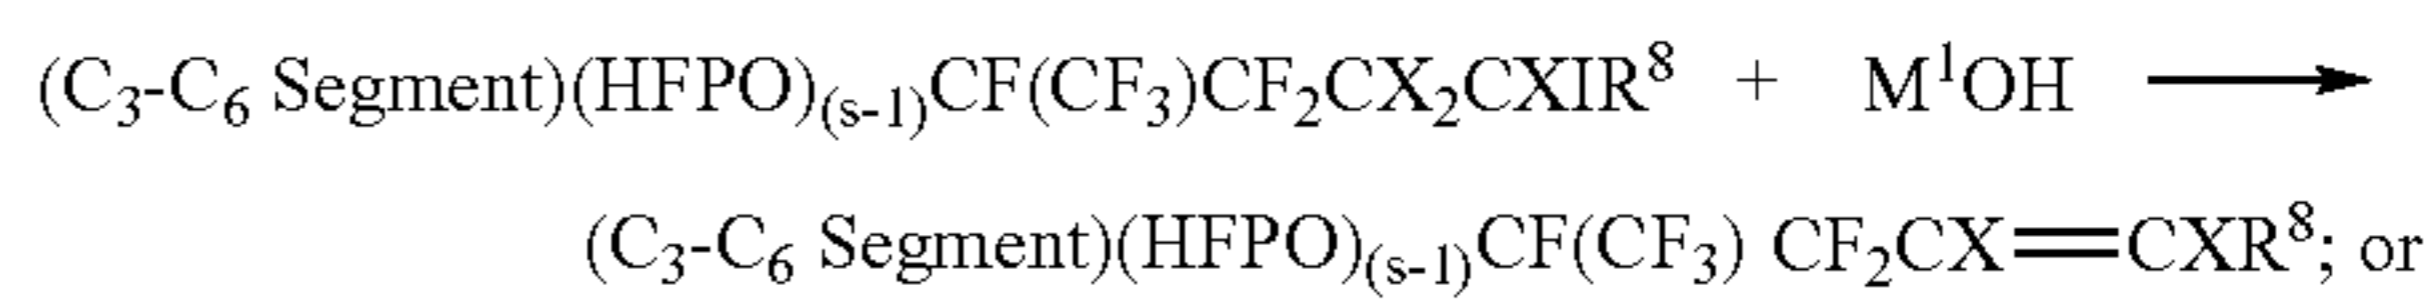 (C₃-C₆ Segment)(HFPO)₍ₛ₋₁₎CF(CF₃)CF₂CX₂CXIR⁸ + M¹OH ⟶
(C₃-C₆ Segment)(HFPO)₍ₛ₋₁₎CF(CF₃) CF₂CX=CXR⁸; or